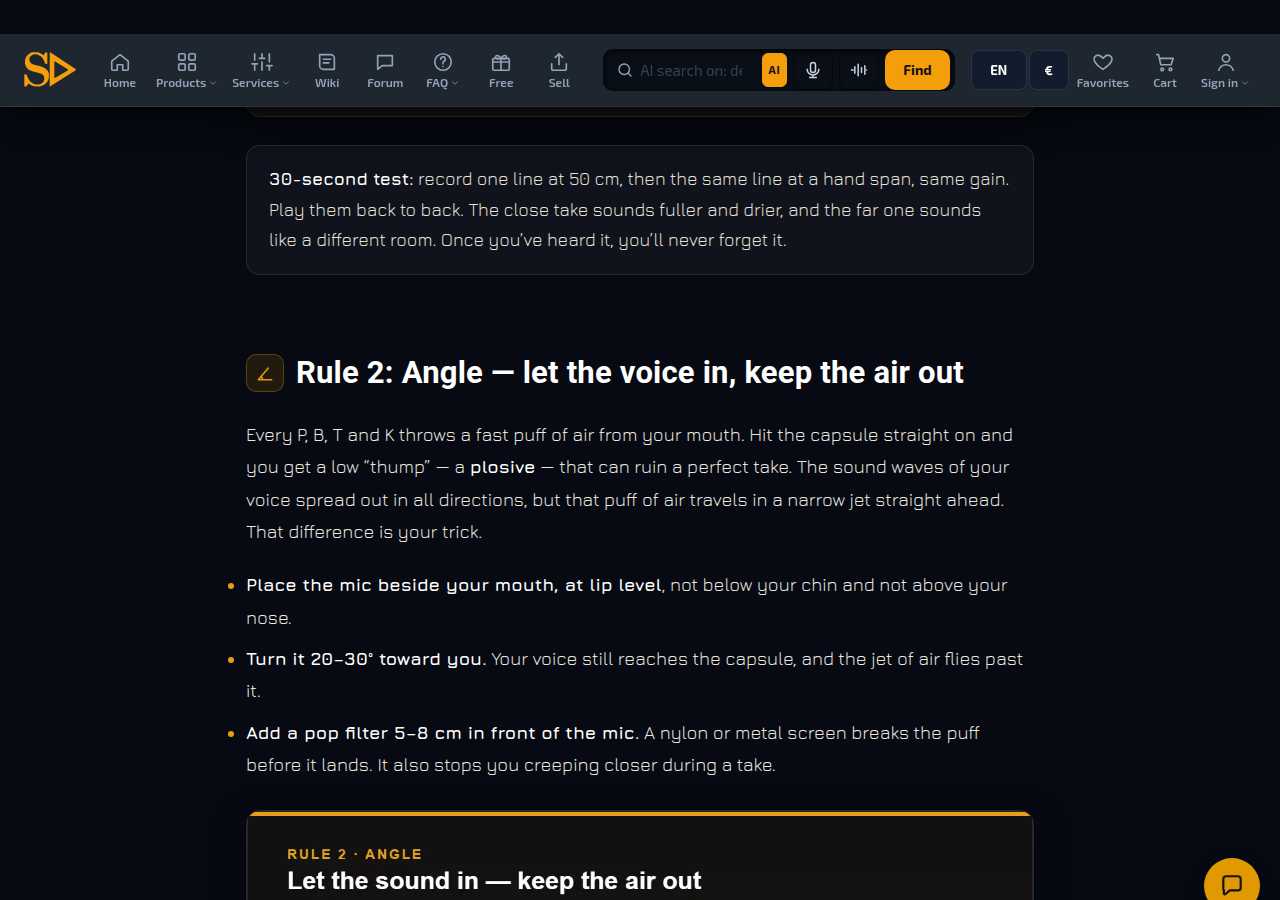 SD
Home
Products
Services
Wiki
Forum
FAQ
Free
Sell
AI search on: de
AI
Find
EN
€
Favorites
Cart
Sign in
30-second test: record one line at 50 cm, then the same line at a hand span, same gain.
Play them back to back. The close take sounds fuller and drier, and the far one sounds
like a different room. Once you’ve heard it, you’ll never forget it.
Rule 2: Angle — let the voice in, keep the air out
Every P, B, T and K throws a fast puff of air from your mouth. Hit the capsule straight on and
you get a low “thump” — a plosive — that can ruin a perfect take. The sound waves of your
voice spread out in all directions, but that puff of air travels in a narrow jet straight ahead.
That difference is your trick.
Place the mic beside your mouth, at lip level, not below your chin and not above your
nose.
Turn it 20–30° toward you. Your voice still reaches the capsule, and the jet of air flies past
it.
Add a pop filter 5–8 cm in front of the mic. A nylon or metal screen breaks the puff
before it lands. It also stops you creeping closer during a take.
RULE 2 · ANGLE
Let the sound in — keep the air out